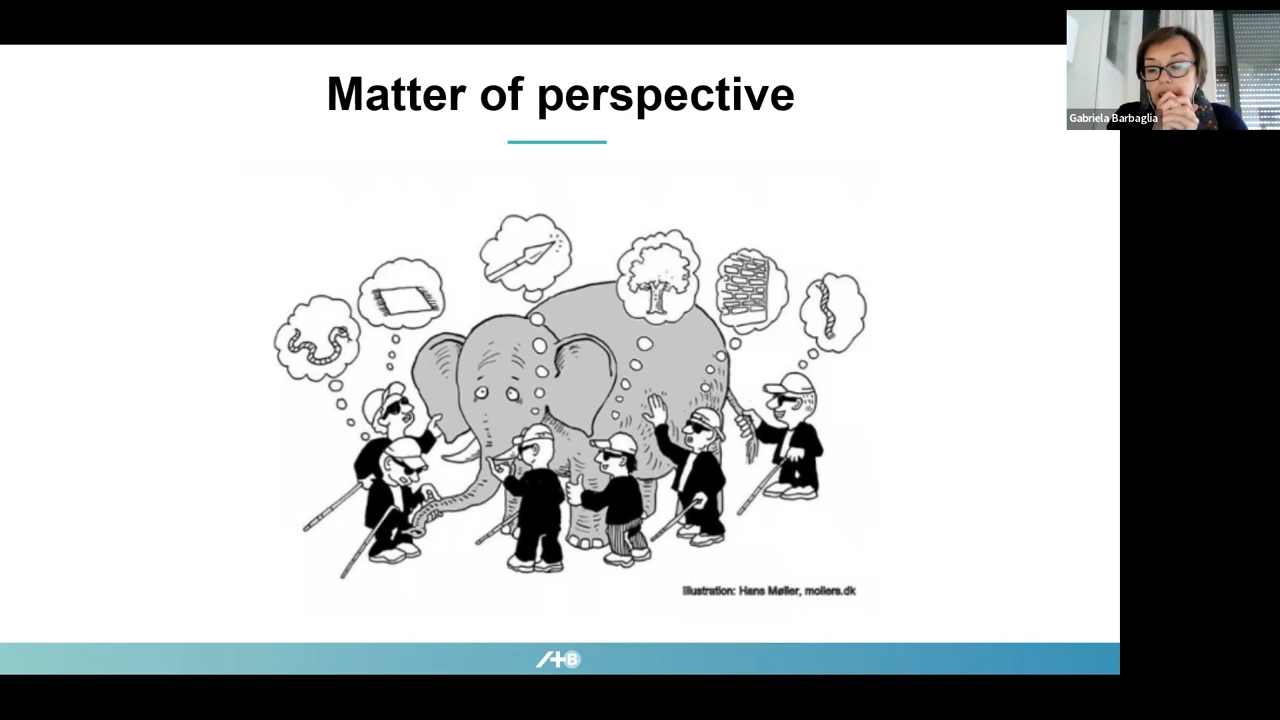 Matter of perspective
Gabriela Barbaglia
Illustration: Hans Møller, mollers.dk
A+B